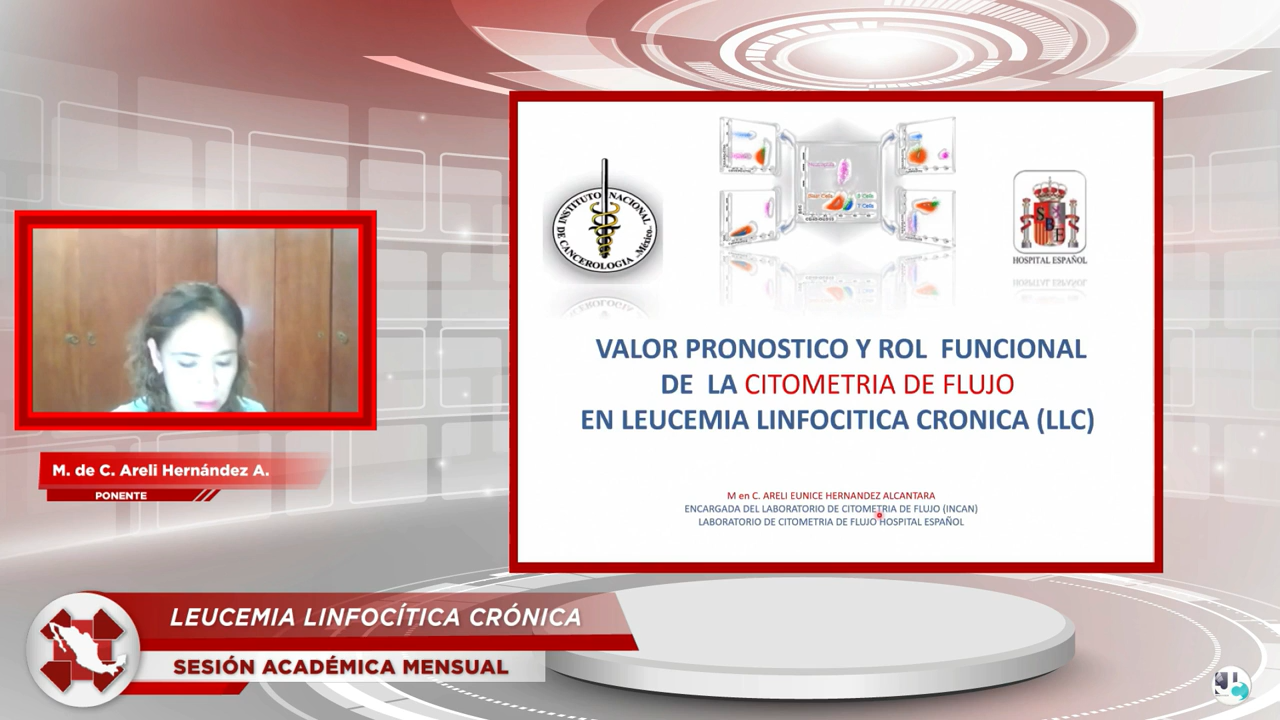 INSTITUTO NACIONAL
DE CANCEROLOGIA -México-
SBE
HOSPITAL ESPAÑOL
VALOR PRONOSTICO Y ROL FUNCIONAL
DE LA CITOMETRIA DE FLUJO
EN LEUCEMIA LINFOCITICA CRONICA (LLC)
M en C. ARELI EUNICE HERNANDEZ ALCANTARA
ENCARGADA DEL LABORATORIO DE CITOMETRIA DE FLUJO (INCAN)
LABORATORIO DE CITOMETRIA DE FLUJO HOSPITAL ESPAÑOL
M. de C. Areli Hernández A.
PONENTE
LEUCEMIA LINFOCÍTICA CRÓNICA
SESIÓN ACADÉMICA MENSUAL